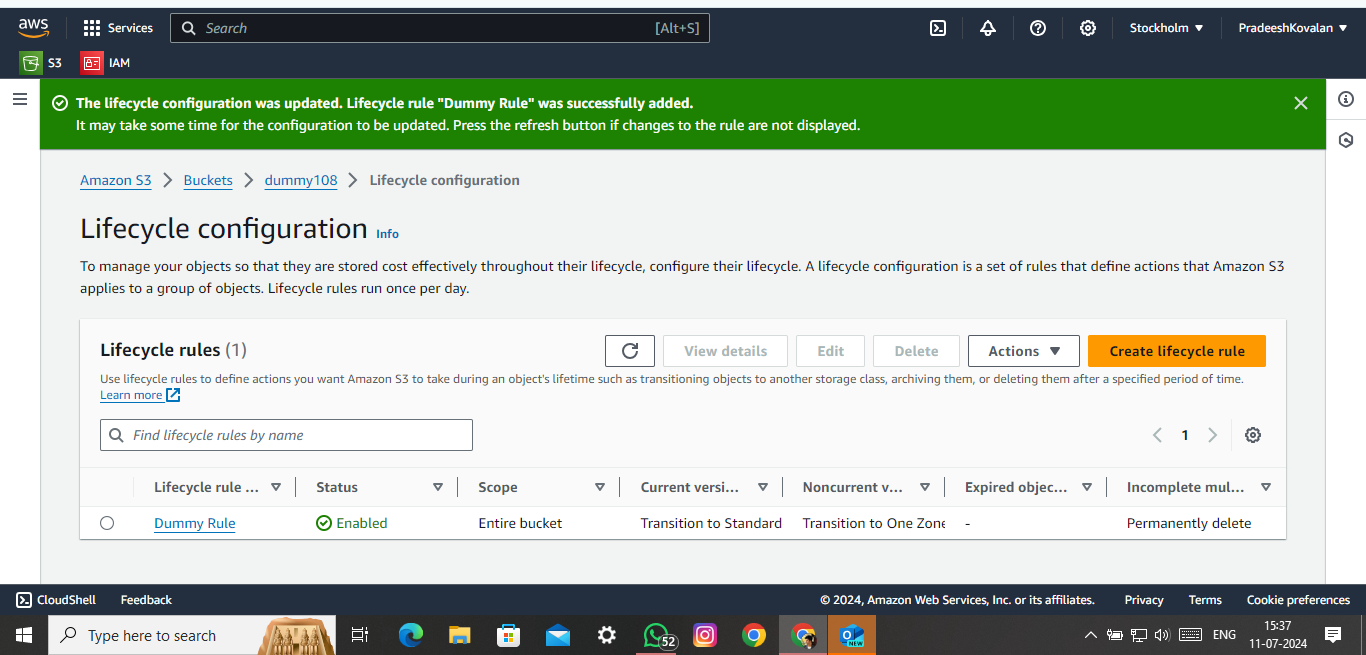 aws
Services
Search
[Alt+S]
Stockholm
PradeeshKovalan
S3
IAM
The lifecycle configuration was updated. Lifecycle rule "Dummy Rule" was successfully added.
It may take some time for the configuration to be updated. Press the refresh button if changes to the rule are not displayed.
Amazon S3 > Buckets > dummy108 > Lifecycle configuration
Lifecycle configuration Info
To manage your objects so that they are stored cost effectively throughout their lifecycle, configure their lifecycle. A lifecycle configuration is a set of rules that define actions that Amazon S3
applies to a group of objects. Lifecycle rules run once per day.
Lifecycle rules (1)
View details
Edit
Delete
Actions
Create lifecycle rule
Use lifecycle rules to define actions you want Amazon S3 to take during an object's lifetime such as transitioning objects to another storage class, archiving them, or deleting them after a specified period of time.
Learn more
Find lifecycle rules by name
1
Lifecycle rule ... Status Scope Current versi... Noncurrent v... Expired objec... Incomplete mul...
Dummy Rule Enabled Entire bucket Transition to Standard Transition to One Zone - Permanently delete
CloudShell
Feedback
© 2024, Amazon Web Services, Inc. or its affiliates.
Privacy
Terms
Cookie preferences
Type here to search
52
NEW
ENG
15:37
11-07-2024